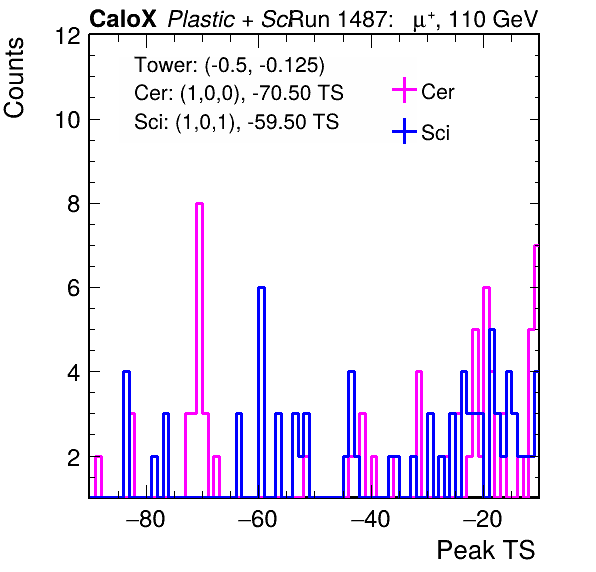 CaloX Plastic + Sci Run 1487: μ⁺, 110 GeV
Tower: (-0.5, -0.125)
Cer: (1,0,0), -70.50 TS
Sci: (1,0,1), -59.50 TS
Cer
Sci
Counts
12
10
8
6
4
2
−80 −60 −40 −20
Peak TS